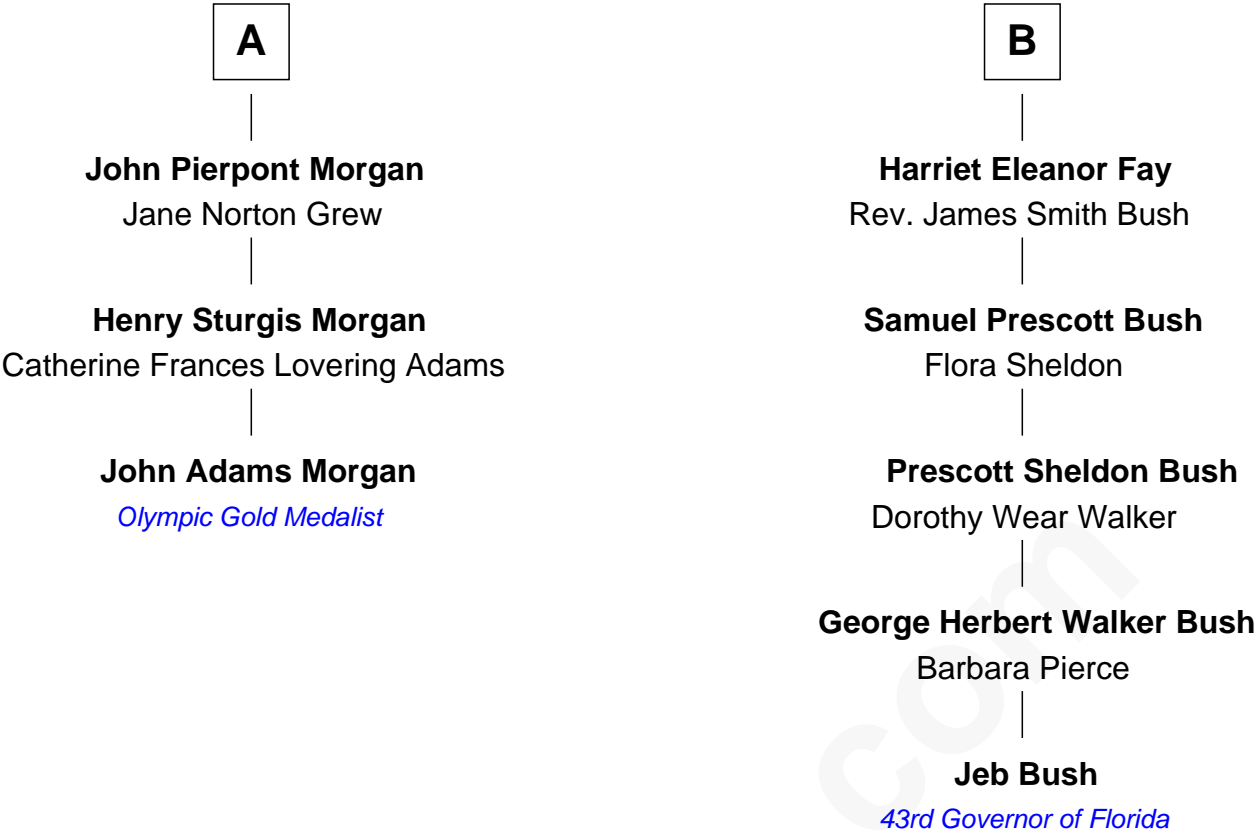 A
John Pierpont Morgan
Jane Norton Grew
Henry Sturgis Morgan
Catherine Frances Lovering Adams
John Adams Morgan
Olympic Gold Medalist
B
Harriet Eleanor Fay
Rev. James Smith Bush
Samuel Prescott Bush
Flora Sheldon
Prescott Sheldon Bush
Dorothy Wear Walker
George Herbert Walker Bush
Barbara Pierce
Jeb Bush
43rd Governor of Florida
com